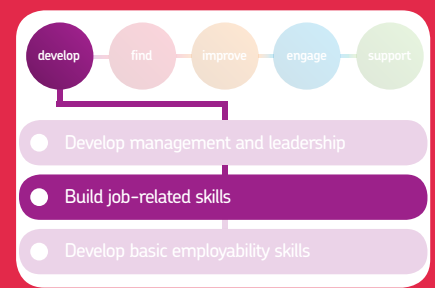 develop find improve engage support
Develop management and leadership
Build job-related skills
Develop basic employability skills